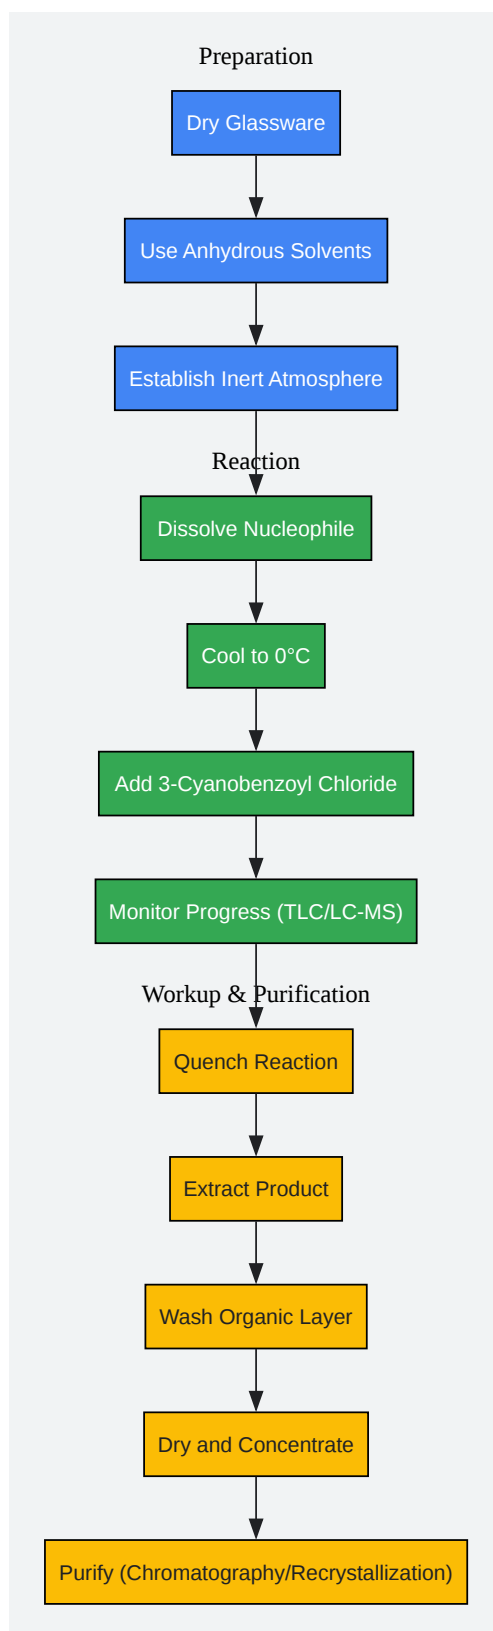 Preparation
Dry Glassware
Use Anhydrous Solvents
Establish Inert Atmosphere
Reaction
Dissolve Nucleophile
Cool to 0°C
Add 3-Cyanobenzoyl Chloride
Monitor Progress (TLC/LC-MS)
Workup & Purification
Quench Reaction
Extract Product
Wash Organic Layer
Dry and Concentrate
Purify (Chromatography/Recrystallization)